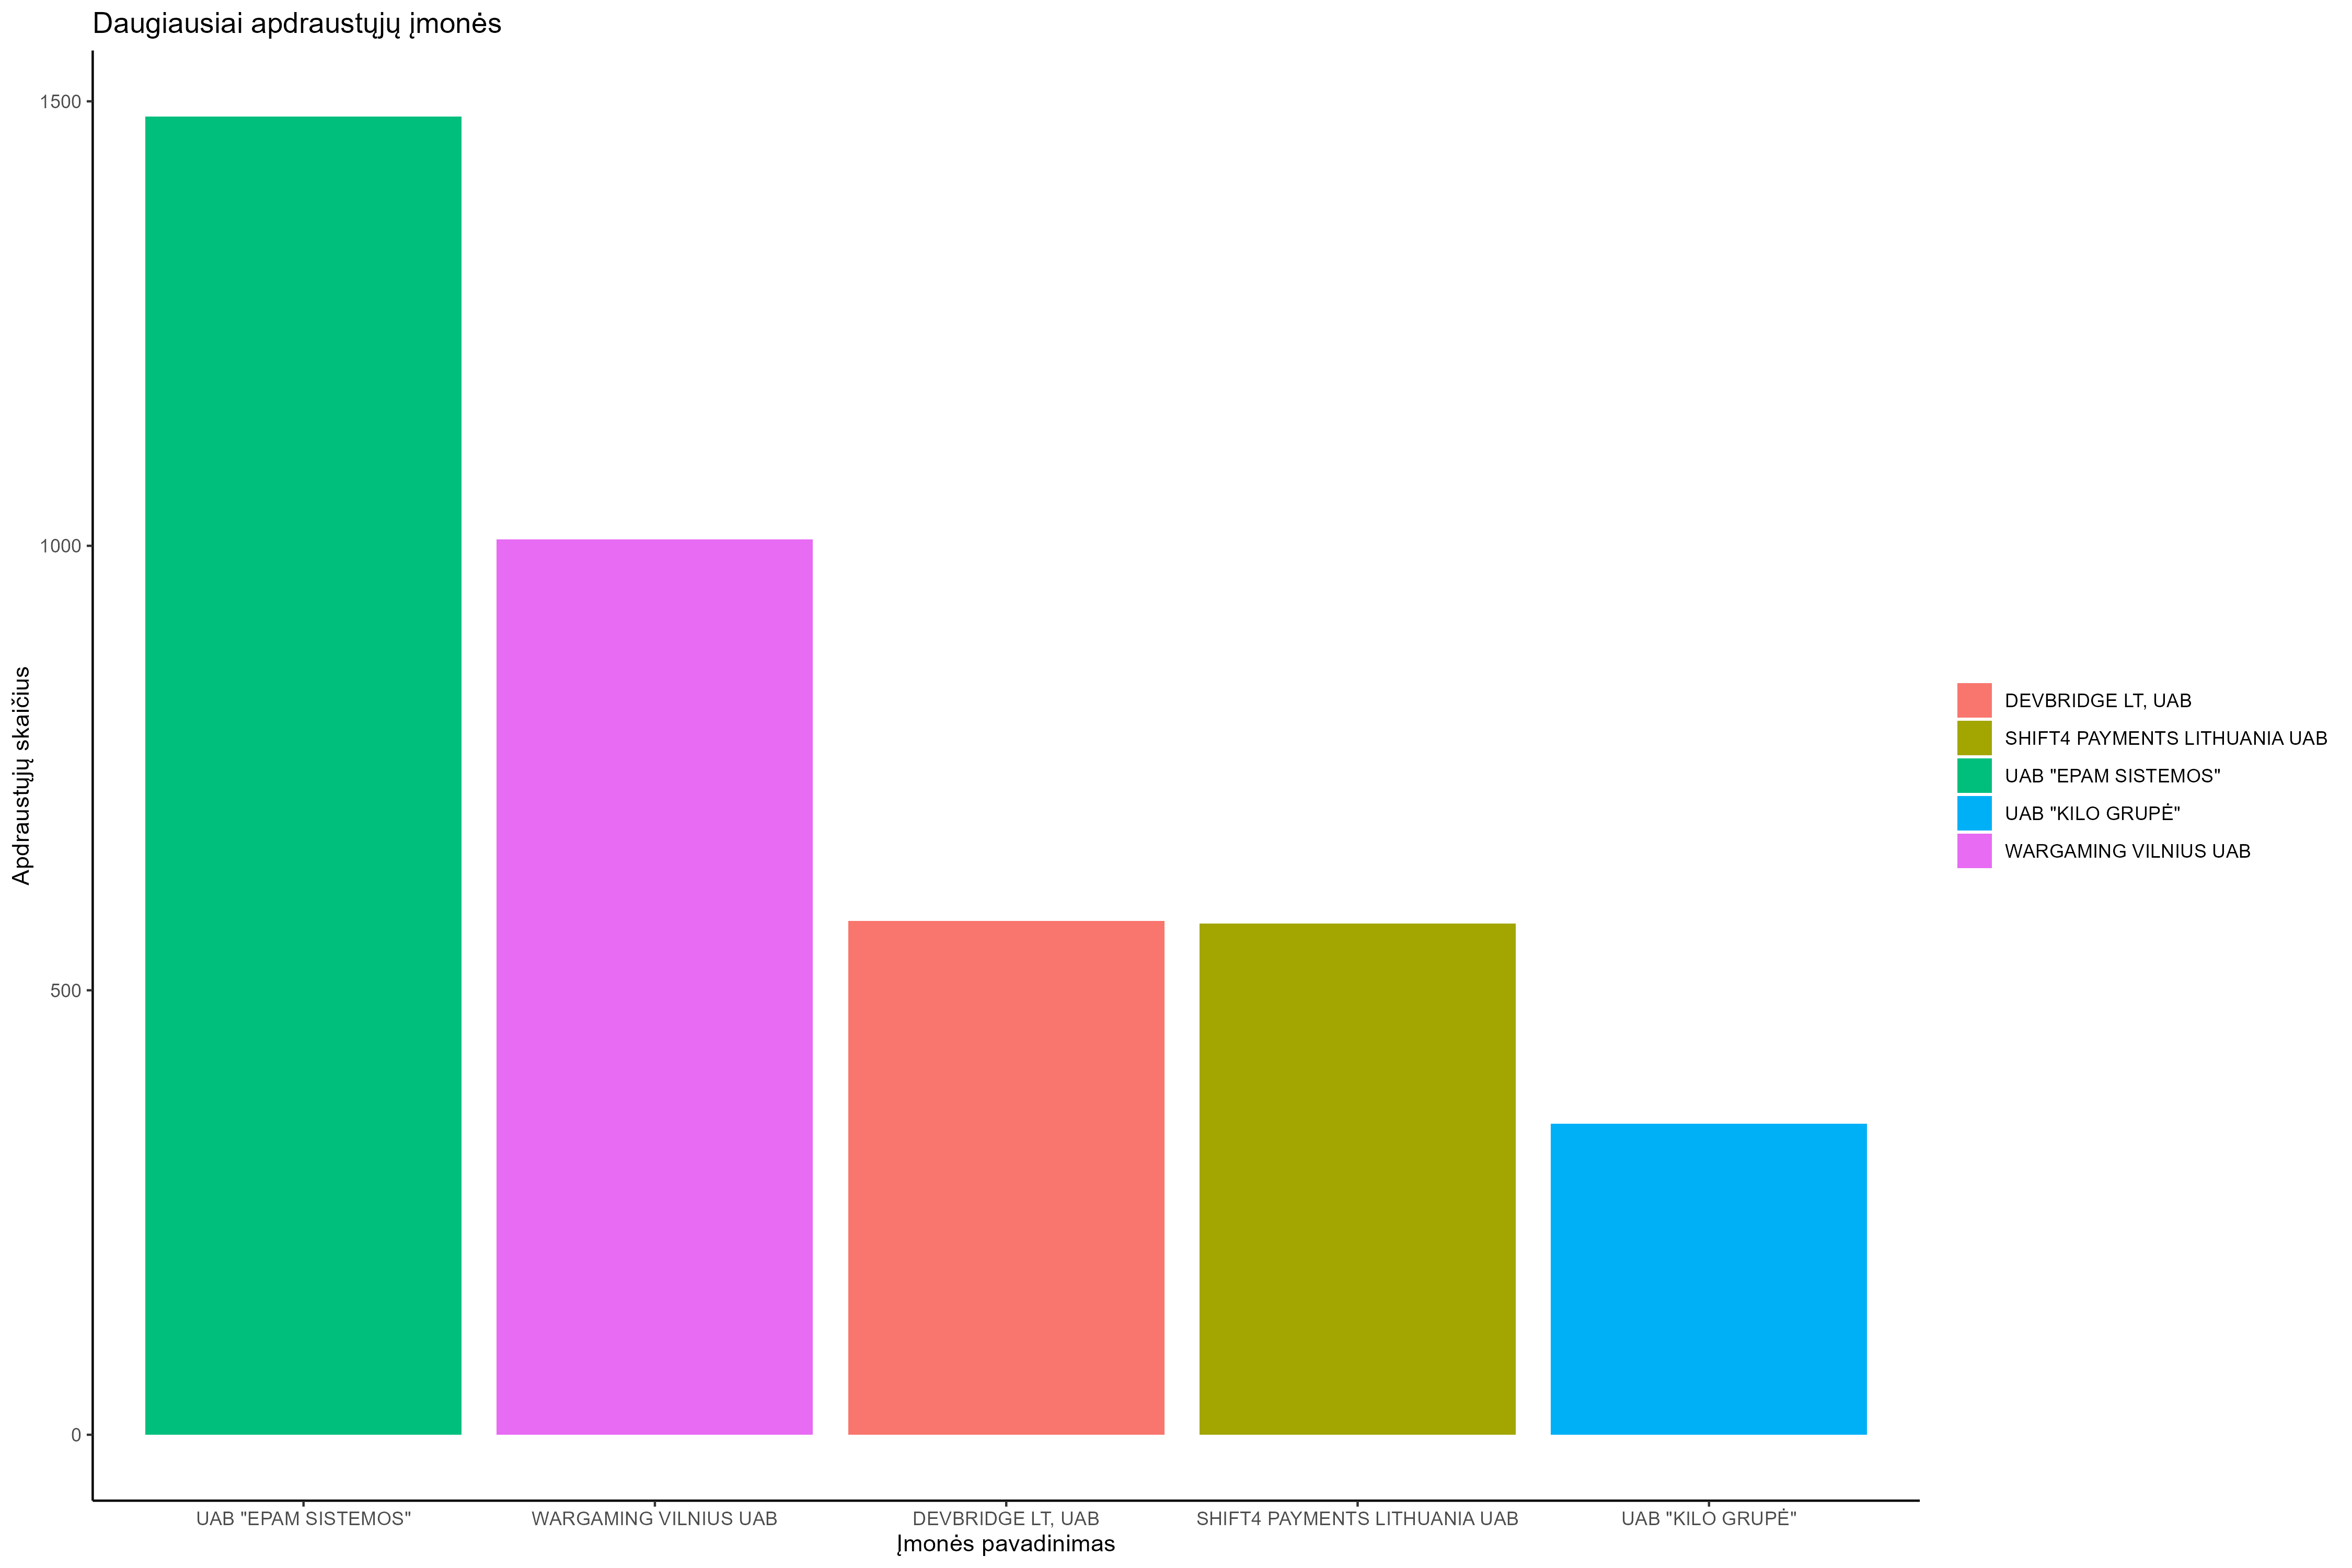 Daugiausiai apdraustųjų įmonės
Apdraustųjų skaičius
1500
1000
500
0
UAB "EPAM SISTEMOS"
WARGAMING VILNIUS UAB
DEVBRIDGE LT, UAB
SHIFT4 PAYMENTS LITHUANIA UAB
UAB "KILO GRUPĖ"
Įmonės pavadinimas
DEVBRIDGE LT, UAB
SHIFT4 PAYMENTS LITHUANIA UAB
UAB "EPAM SISTEMOS"
UAB "KILO GRUPĖ"
WARGAMING VILNIUS UAB